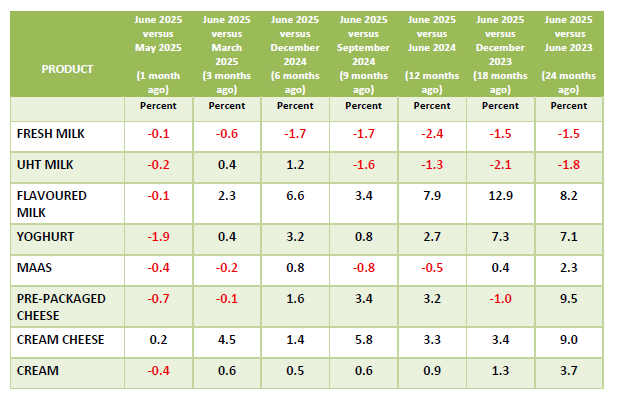 PRODUCT
June 2025 versus May 2025 (1 month ago)
June 2025 versus March 2025 (3 months ago)
June 2025 versus December 2024 (6 months ago)
June 2025 versus September 2024 (9 months ago)
June 2025 versus June 2024 (12 months ago)
June 2025 versus December 2023 (18 months ago)
June 2025 versus June 2023 (24 months ago)
Percent Percent Percent Percent Percent Percent Percent
FRESH MILK -0.1 -0.6 -1.7 -1.7 -2.4 -1.5 -1.5
UHT MILK -0.2 0.4 1.2 -1.6 -1.3 -2.1 -1.8
FLAVOURED MILK -0.1 2.3 6.6 3.4 7.9 12.9 8.2
YOGHURT -1.9 0.4 3.2 0.8 2.7 7.3 7.1
MAAS -0.4 -0.2 0.8 -0.8 -0.5 0.4 2.3
PRE-PACKAGED CHEESE -0.7 -0.1 1.6 3.4 3.2 -1.0 9.5
CREAM CHEESE 0.2 4.5 1.4 5.8 3.3 3.4 9.0
CREAM -0.4 0.6 0.5 0.6 0.9 1.3 3.7